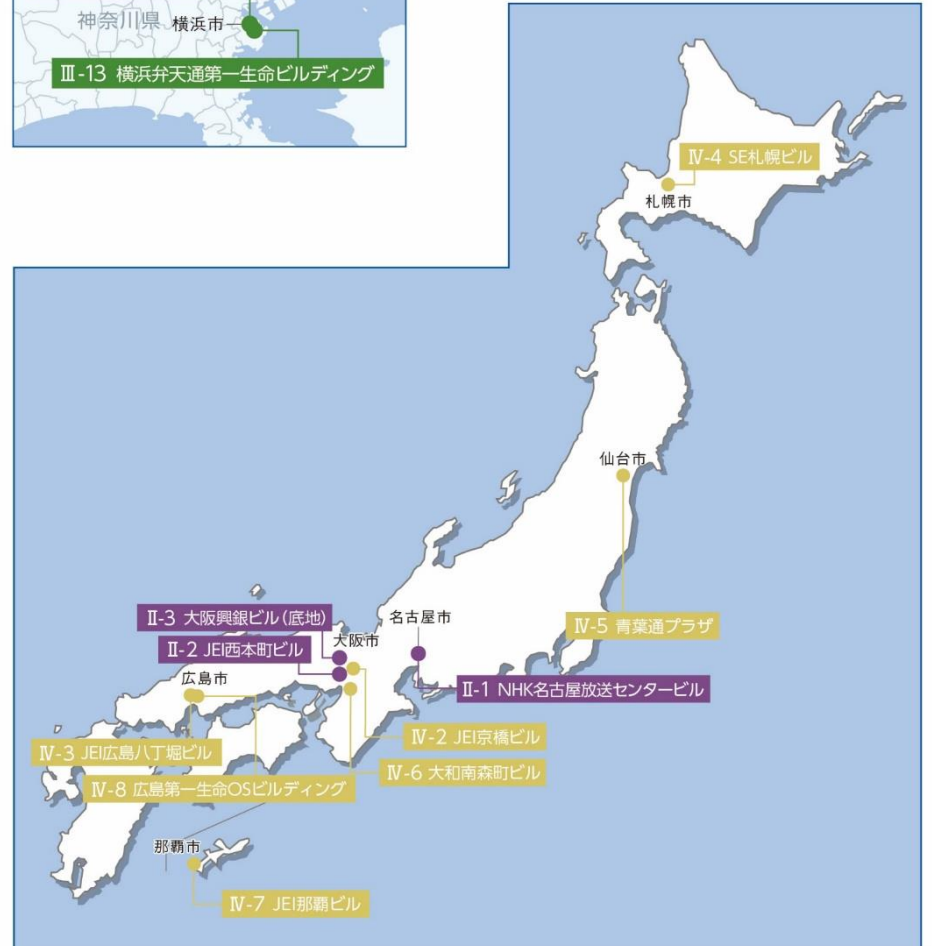 神奈川県
横浜市
Ⅲ-13 横浜弁天通第一生命ビルディング
Ⅳ-4 SE札幌ビル
札幌市
仙台市
Ⅳ-5 青葉通プラザ
Ⅱ-3 大阪興銀ビル(底地)
名古屋市
大阪市
Ⅱ-2 JEI西本町ビル
広島市
Ⅱ-1 NHK名古屋放送センタービル
Ⅳ-2 JEI京橋ビル
Ⅳ-3 JEI広島八丁堀ビル
Ⅳ-6 大和南森町ビル
Ⅳ-8 広島第一生命OSビルディング
那覇市
Ⅳ-7 JEI那覇ビル